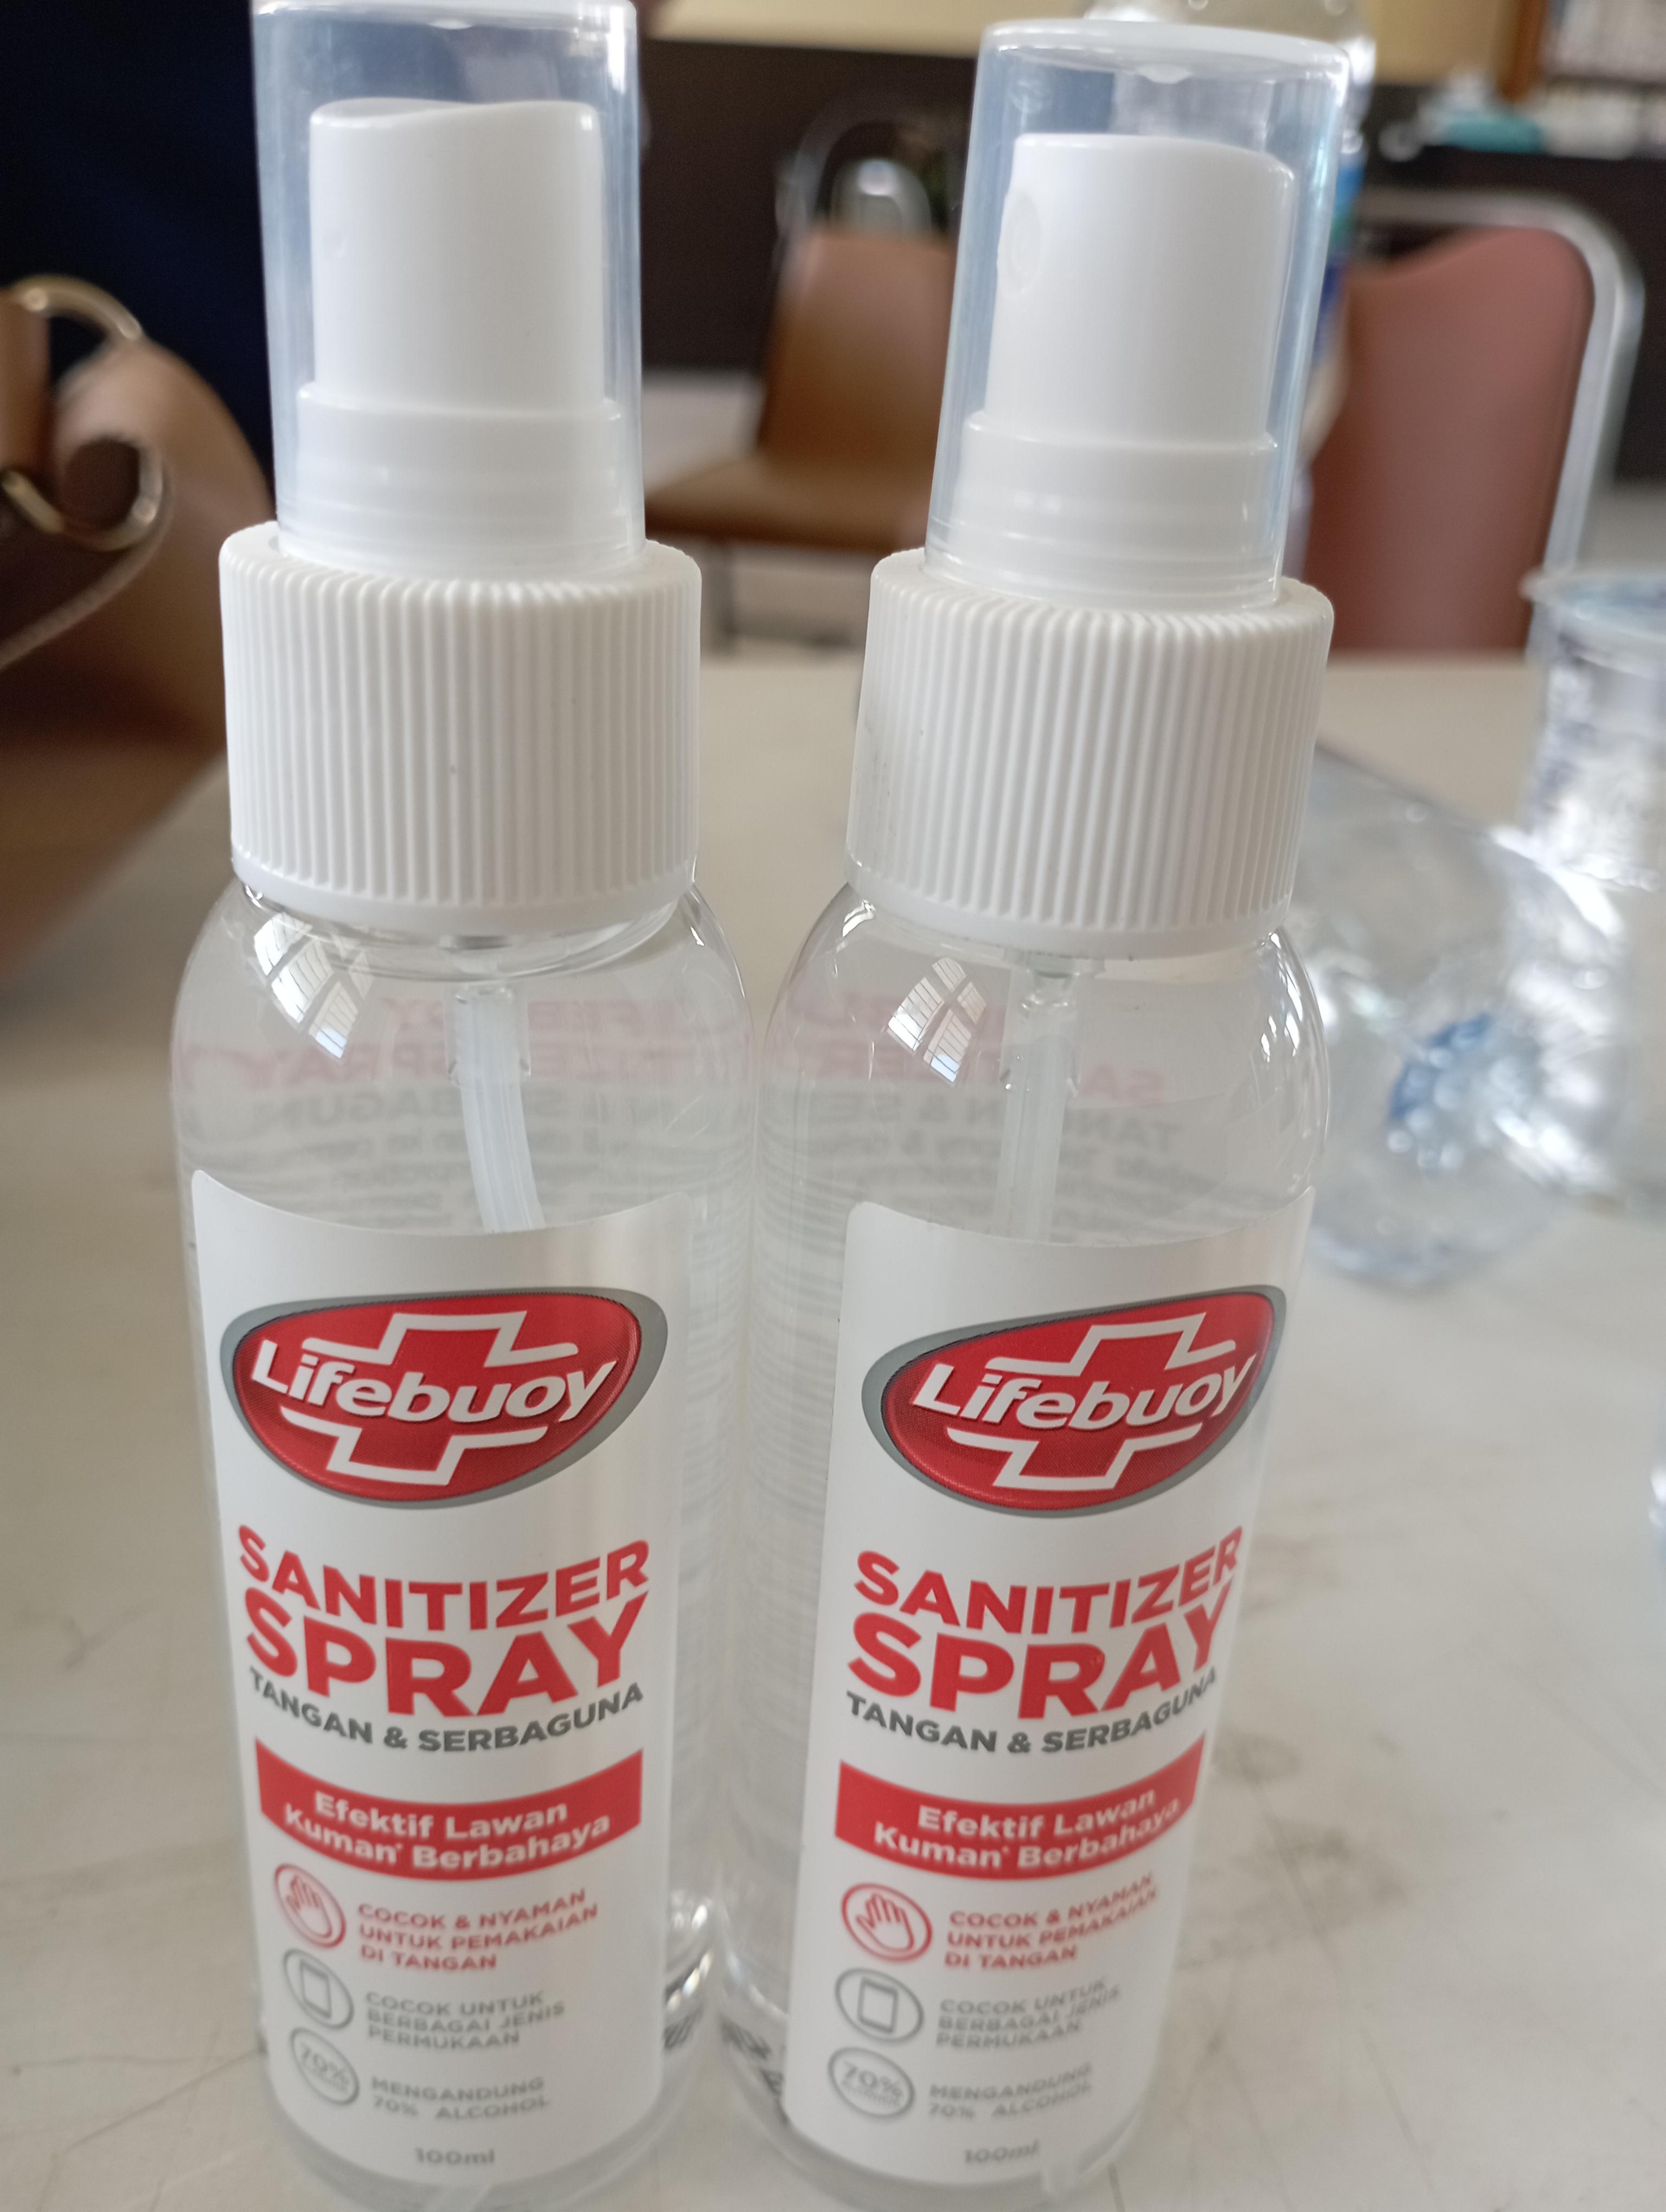 Lifebuoy
SANITIZER
SPRAY
TANGAN & SERBAGUNA
Efektif Lawan
Kuman* Berbahaya
COCOK & NYAMAN
UNTUK PEMAKAIAN
DI TANGAN
COCOK UNTUK
BERBAGAI JENIS
PERMUKAAN
70%
MENGANDUNG
70% ALCOHOL
100ml
Lifebuoy
SANITIZER
SPRAY
TANGAN & SERBAGUNA
Efektif Lawan
Kuman* Berbahaya
COCOK & NYAMAN
UNTUK PEMAKAIAN
DI TANGAN
COCOK UNTUK
BERBAGAI JENIS
PERMUKAAN
70%
MENGANDUNG
70% ALCOHOL
100ml